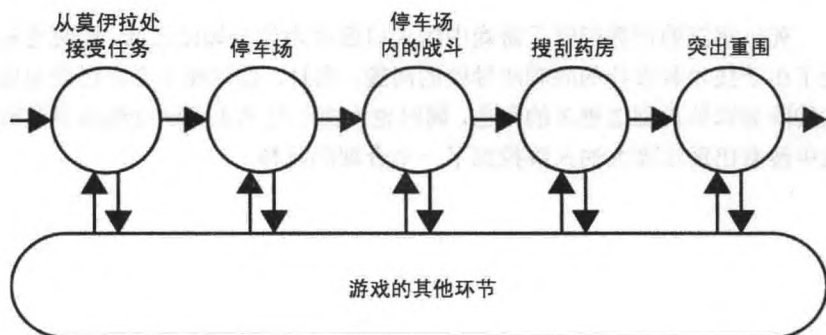 从莫伊拉处
接受任务
停车场
停车场
内的战斗
搜刮药房
突出重围
游戏的其他环节